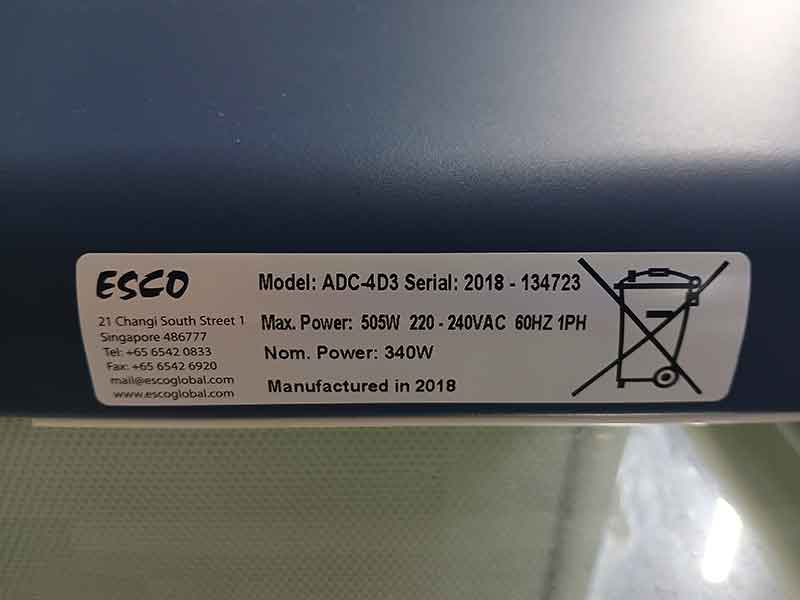 ESCO
21 Changi South Street 1
Singapore 486777
Tel: +65 6542 0833
Fax: +65 6542 6920
mail@escoglobal.com
www.escoglobal.com
Model: ADC-4D3 Serial: 2018 - 134723
Max. Power: 505W 220 - 240VAC 60HZ 1PH
Nom. Power: 340W
Manufactured in 2018